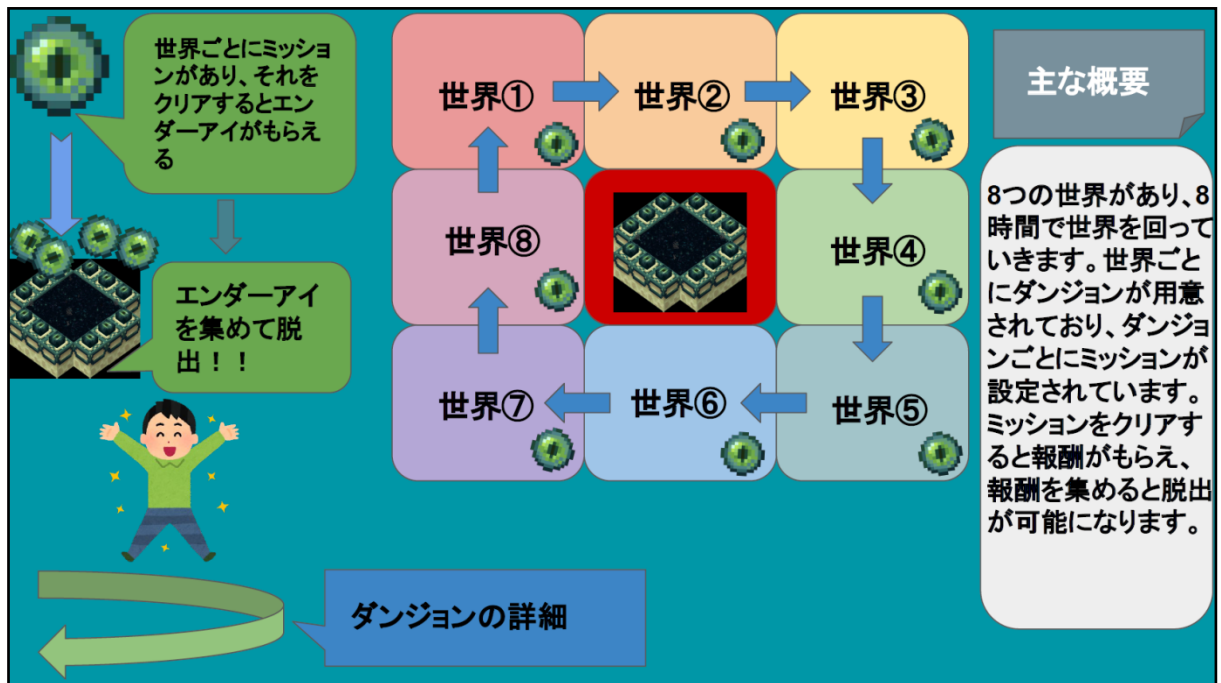 世界ごとにミッショ
ンがあり、それを
クリアするとエン
ダーアイがもらえ
る
エンダーアイ
を集めて脱
出！！
世界①
世界②
世界③
世界⑧
世界④
世界⑦
世界⑥
世界⑤
主な概要
8つの世界があり、8
時間で世界を回って
いきます。世界ごと
にダンジョンが用意
されており、ダンジョ
ンごとにミッションが
設定されています。
ミッションをクリアす
ると報酬がもらえ、
報酬を集めると脱出
が可能になります。
ダンジョンの詳細